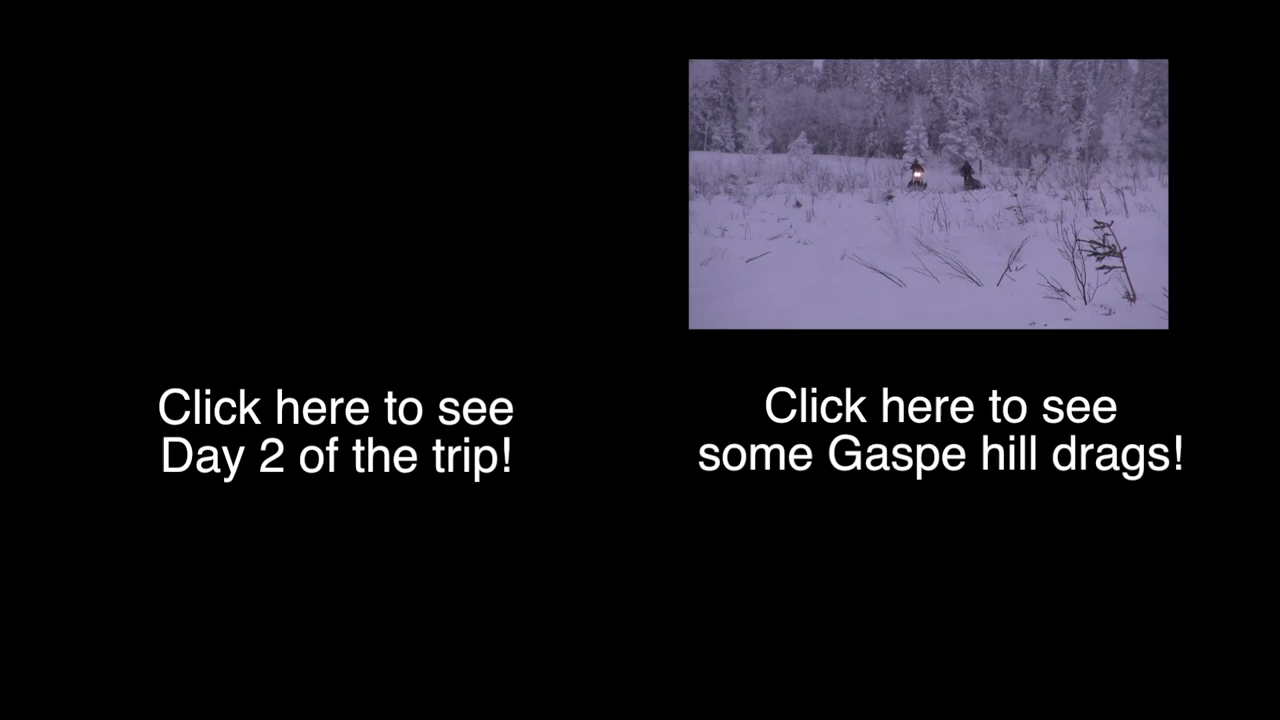 Click here to see
Day 2 of the trip!
Click here to see
some Gaspe hill drags!